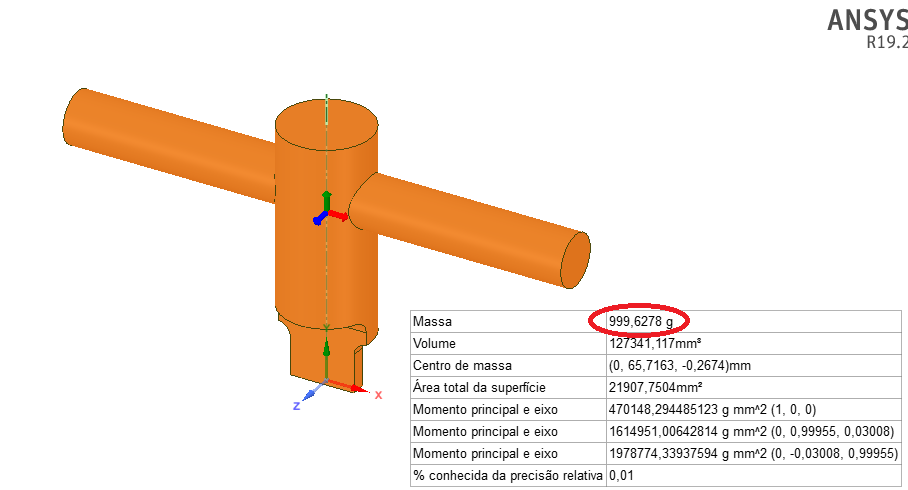 ANSYS
R19.2
Massa 999,6278 g
Volume 127341,117mm³
Centro de massa (0, 65,7163, -0,2674)mm
Área total da superfície 21907,7504mm²
Momento principal e eixo 470148,294485123 g mm^2 (1, 0, 0)
Momento principal e eixo 1614951,00642814 g mm^2 (0, 0,99955, 0,03008)
Momento principal e eixo 1978774,33937594 g mm^2 (0, -0,03008, 0,99955)
% conhecida da precisão relativa 0,01
x
z